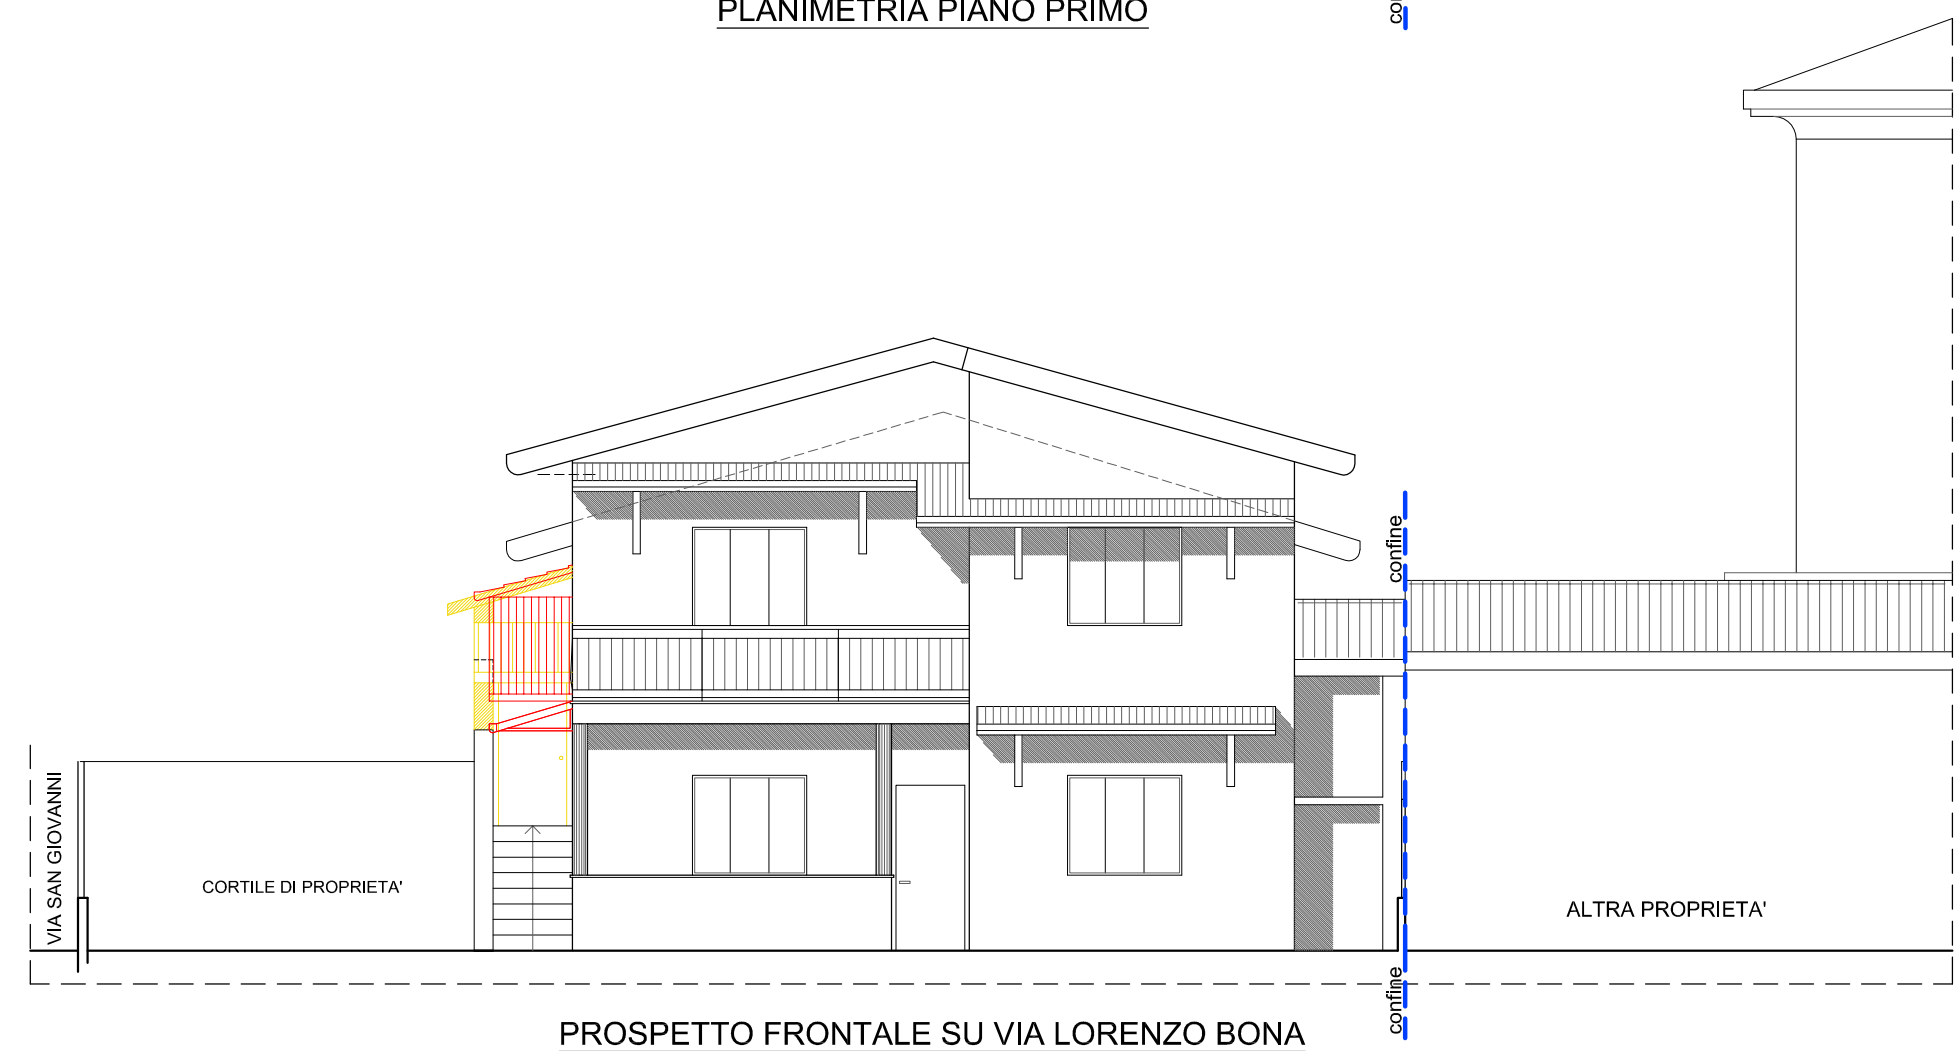 PLANIMETRIA PIANO PRIMO
confine
VIA SAN GIOVANNI
CORTILE DI PROPRIETA'
ALTRA PROPRIETA'
confine
PROSPETTO FRONTALE SU VIA LORENZO BONA